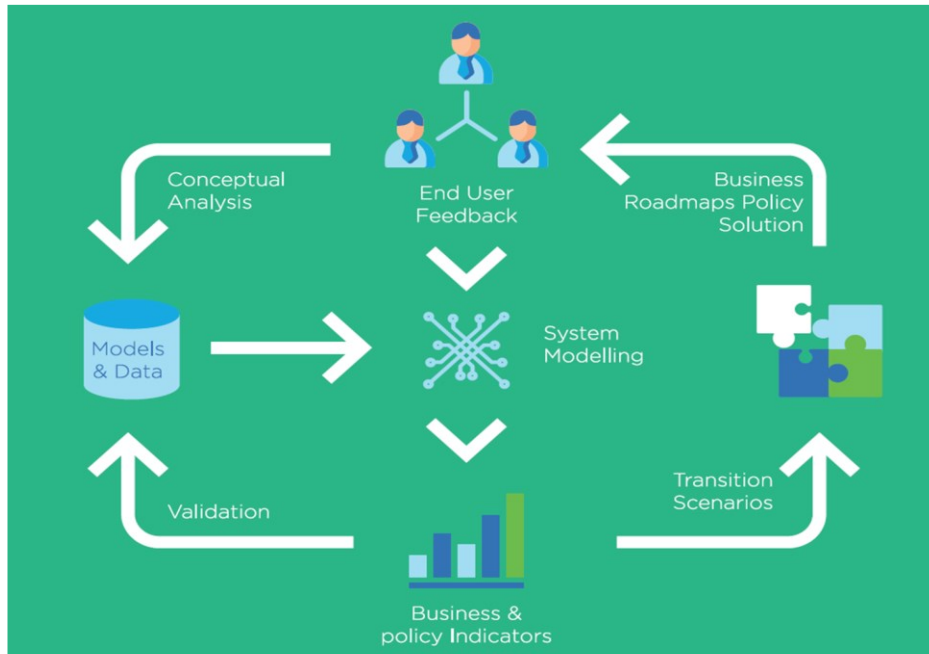 Conceptual
Analysis
End User
Feedback
Business
Roadmaps Policy
Solution
Models
& Data
System
Modelling
Validation
Transition
Scenarios
Business &
policy Indicators